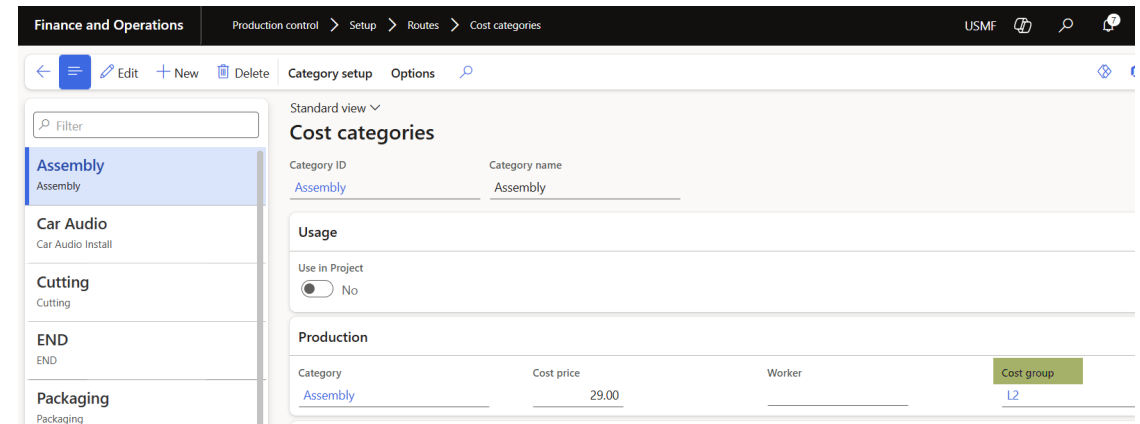 Finance and Operations Production control > Setup > Routes > Cost categories USMF 7
Edit + New Delete Category setup Options
Standard view
Filter
Cost categories
Category ID Category name
Assembly Assembly
Assembly
Assembly
Car Audio
Car Audio Install
Cutting
Cutting
END
END
Packaging
Packaging
Usage
Use in Project
No
Production
Category Cost price Worker Cost group
Assembly 29.00 L2